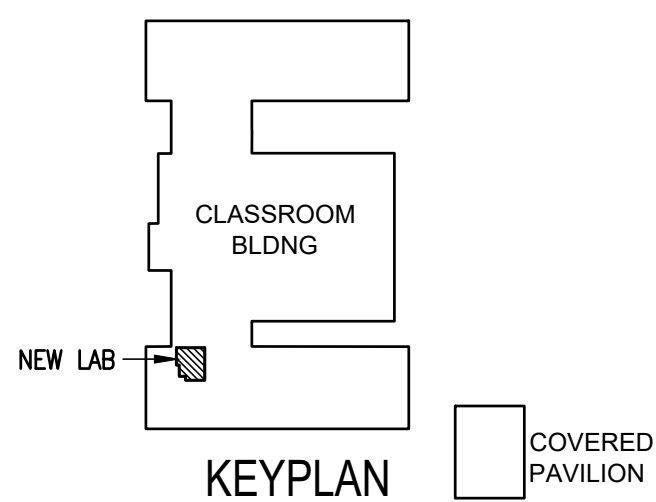 CLASSROOM
BLDNG
NEW LAB
KEYPLAN
COVERED
PAVILION